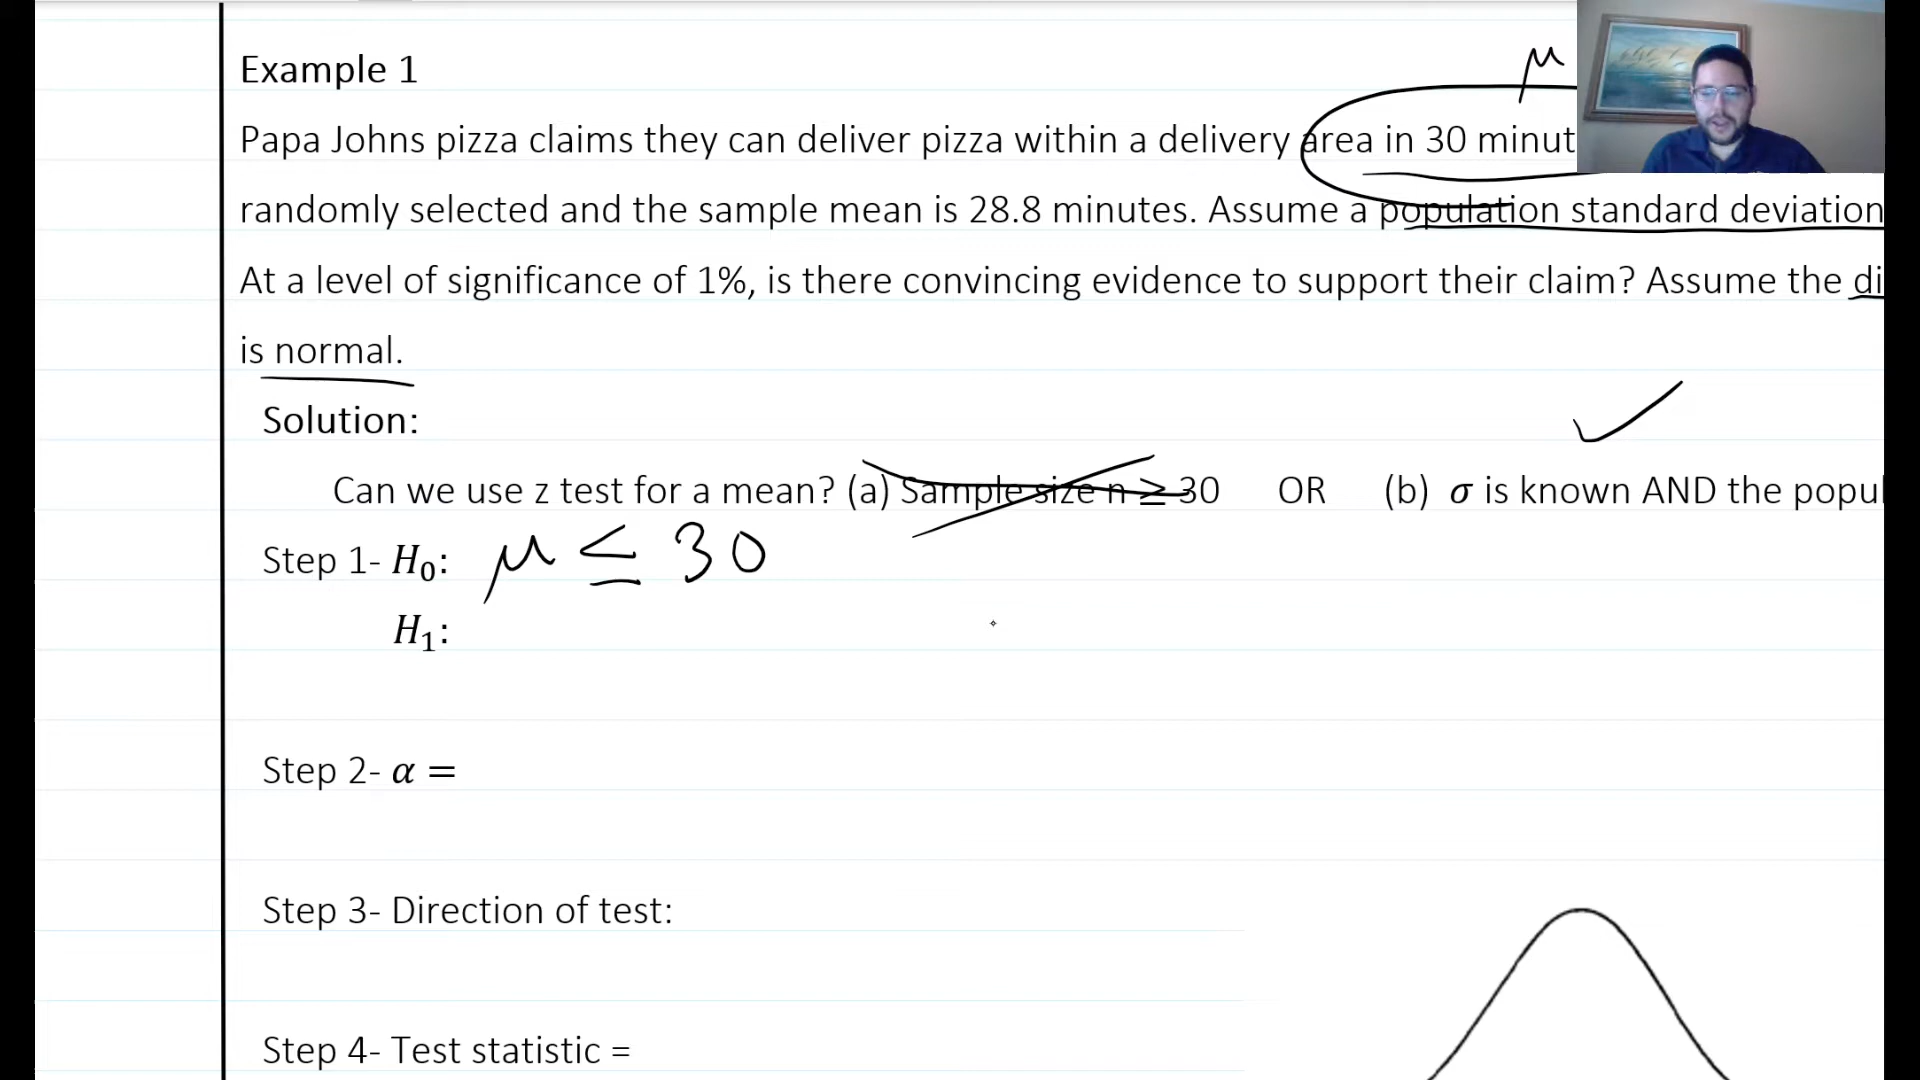 Example 1
μ
Papa Johns pizza claims they can deliver pizza within a delivery area in 30
randomly selected and the sample mean is 28.8 minutes. Assume a population standard deviation
At a level of significance of 1%, is there convincing evidence to support their claim? Assume the
is normal.
Solution:
Can we use z test for a mean? (a) Sample size n ≥ 30 OR (b) σ is known AND the
Step 1- H₀: μ ≤ 30
H₁:
Step 2- α =
Step 3- Direction of test:
Step 4- Test statistic =